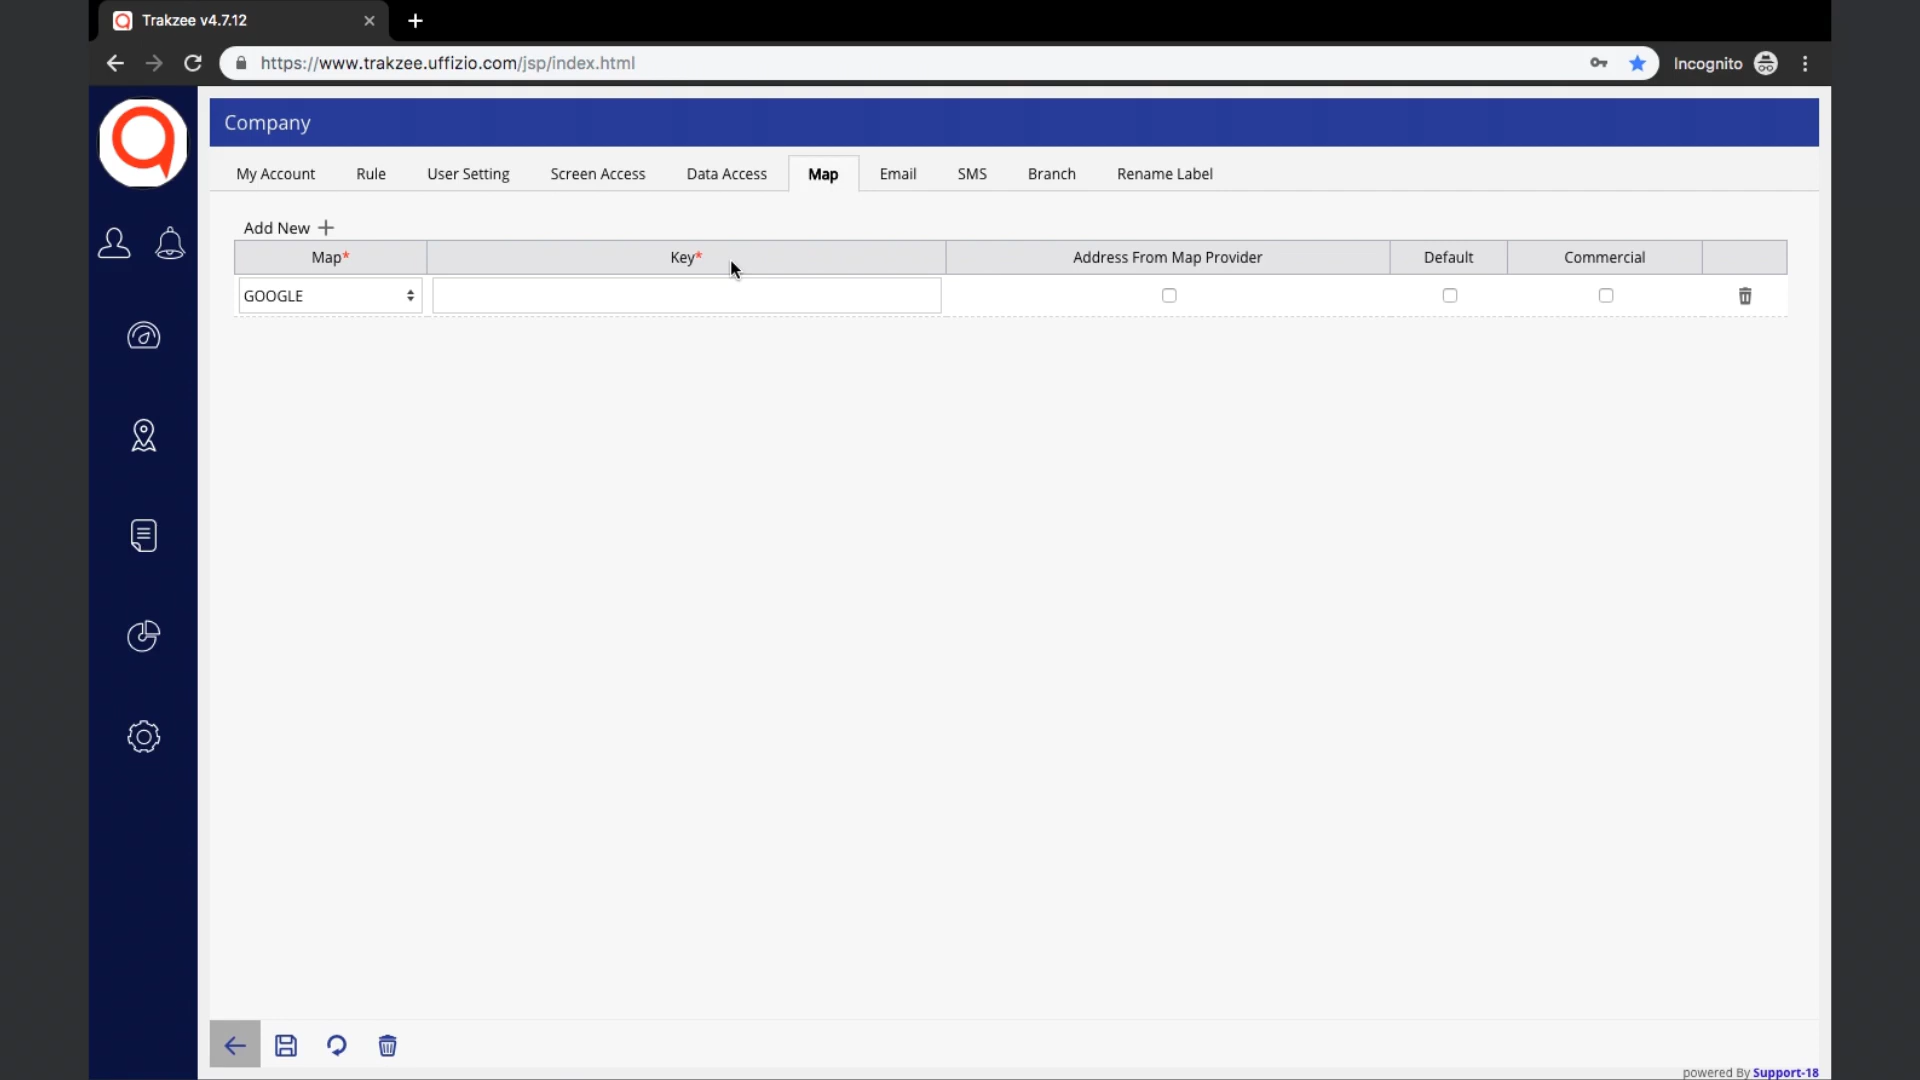 Trakzee v4.7.12
https://www.trakzee.uffizio.com/jsp/index.html
Incognito
Company
My Account Rule User Setting Screen Access Data Access Map Email SMS Branch Rename Label
Add New
Map* Key* Address From Map Provider Default Commercial
GOOGLE
powered By Support-18